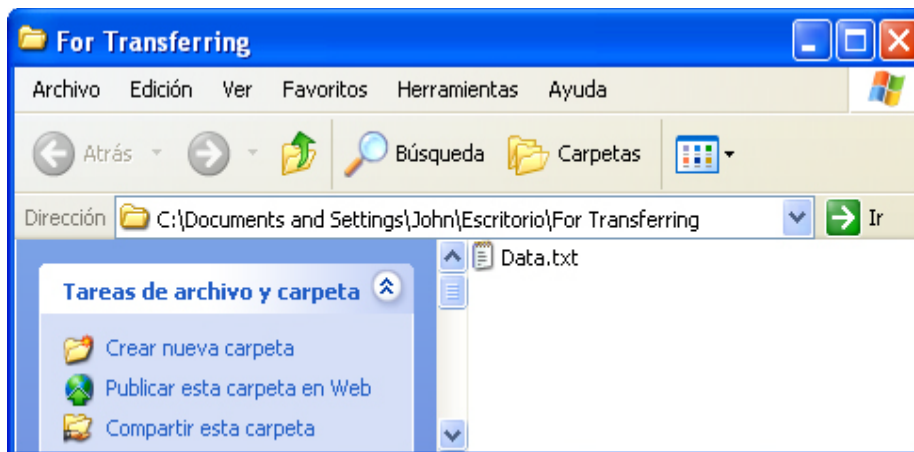 For Transferring
Archivo Edición Ver Favoritos Herramientas Ayuda
Atrás Búsqueda Carpetas
Dirección C:\Documents and Settings\John\Escritorio\For Transferring Ir
Data.txt
Tareas de archivo y carpeta
Crear nueva carpeta
Publicar esta carpeta en Web
Compartir esta carpeta